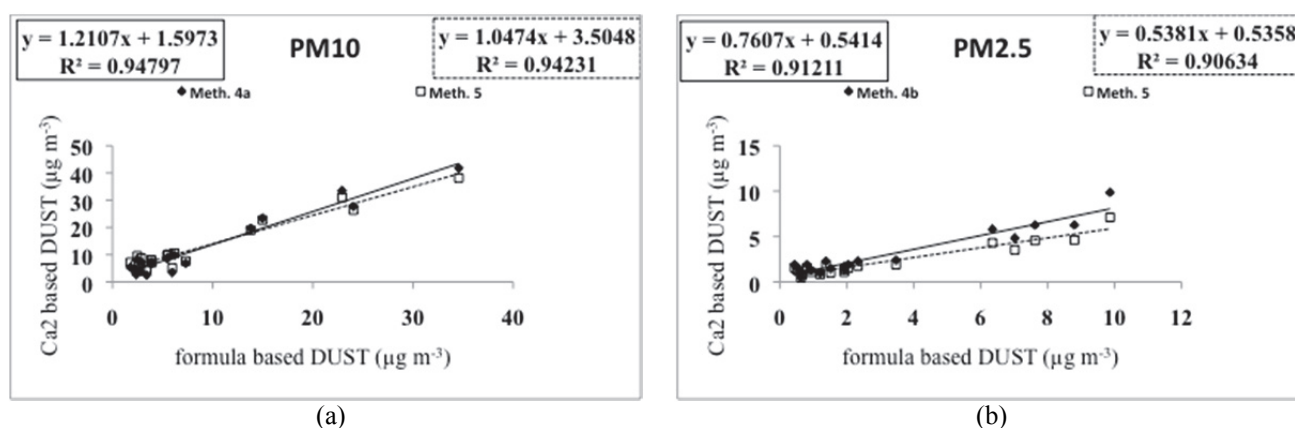 y = 1.2107x + 1.5973
R² = 0.94797
PM10
y = 1.0474x + 3.5048
R² = 0.94231
◆ Meth. 4a
□ Meth. 5
Ca2 based DUST (µg m-3)
50
40
30
20
10
0
0 10 20 30 40
formula based DUST (µg m-3)
(a)
y = 0.7607x + 0.5414
R² = 0.91211
PM2.5
y = 0.5381x + 0.5358
R² = 0.90634
◆ Meth. 4b
□ Meth. 5
Ca2 based DUST (µg m-3)
15
10
5
0
0 2 4 6 8 10 12
formula based DUST (µg m-3)
(b)